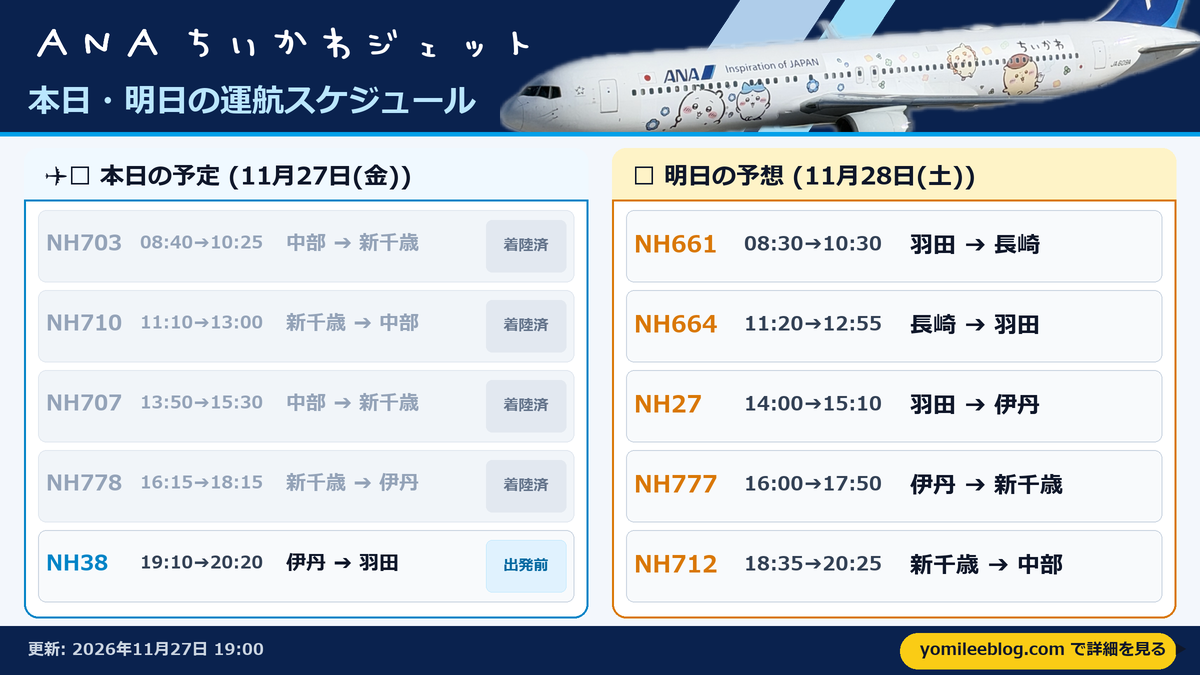 ANA ちいかわジェット
本日・明日の運航スケジュール
ANA Inspiration of JAPAN
ちいかわ
本日の予定 (11月27日(金))
NH703 08:40→10:25 中部 → 新千歳 着陸済
NH710 11:10→13:00 新千歳 → 中部 着陸済
NH707 13:50→15:30 中部 → 新千歳 着陸済
NH778 16:15→18:15 新千歳 → 伊丹 着陸済
NH38 19:10→20:20 伊丹 → 羽田 出発前
明日の予想 (11月28日(土))
NH661 08:30→10:30 羽田 → 長崎
NH664 11:20→12:55 長崎 → 羽田
NH27 14:00→15:10 羽田 → 伊丹
NH777 16:00→17:50 伊丹 → 新千歳
NH712 18:35→20:25 新千歳 → 中部
更新: 2026年11月27日 19:00
yomileeblog.com で詳細を見る